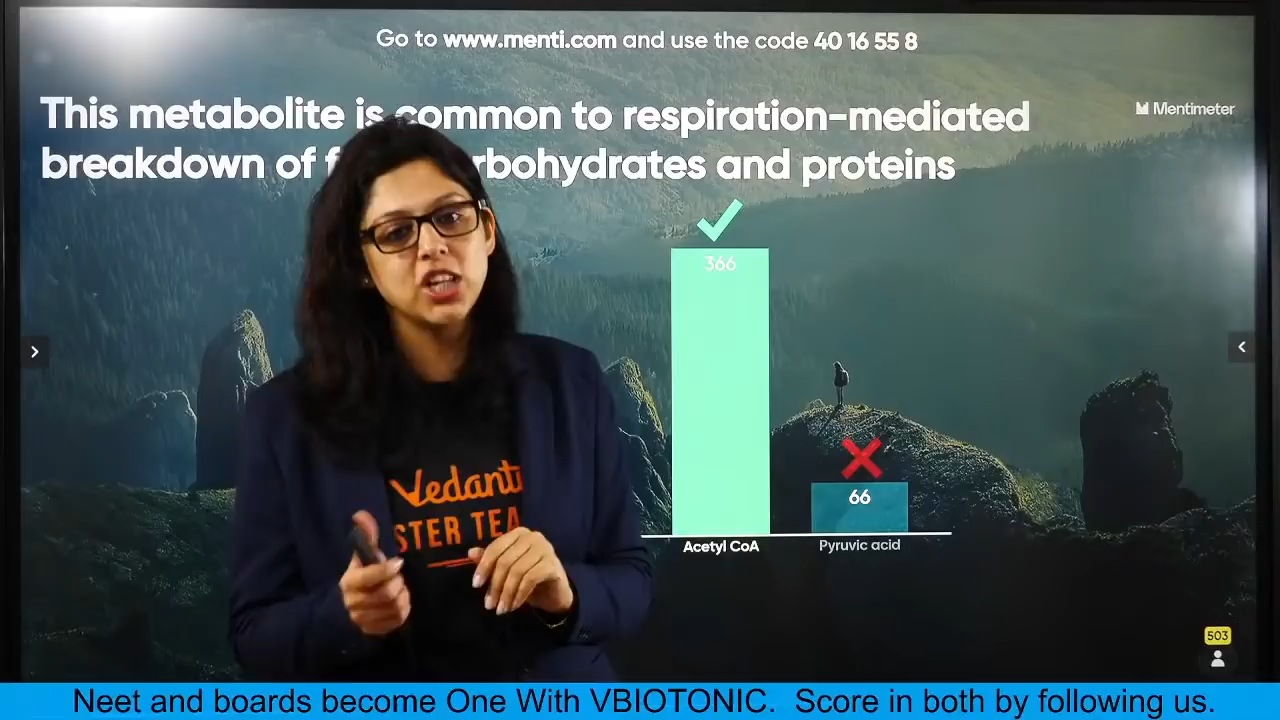 Go to www.menti.com and use the code 40 16 55 8
Mentimeter
This metabolite is common to respiration-mediated
breakdown of f rbohydrates and proteins
366
66
Acetyl CoA
Pyruvic acid
Vedant
STER TEA
503
Neet and boards become One With VBIOTONIC. Score in both by following us.